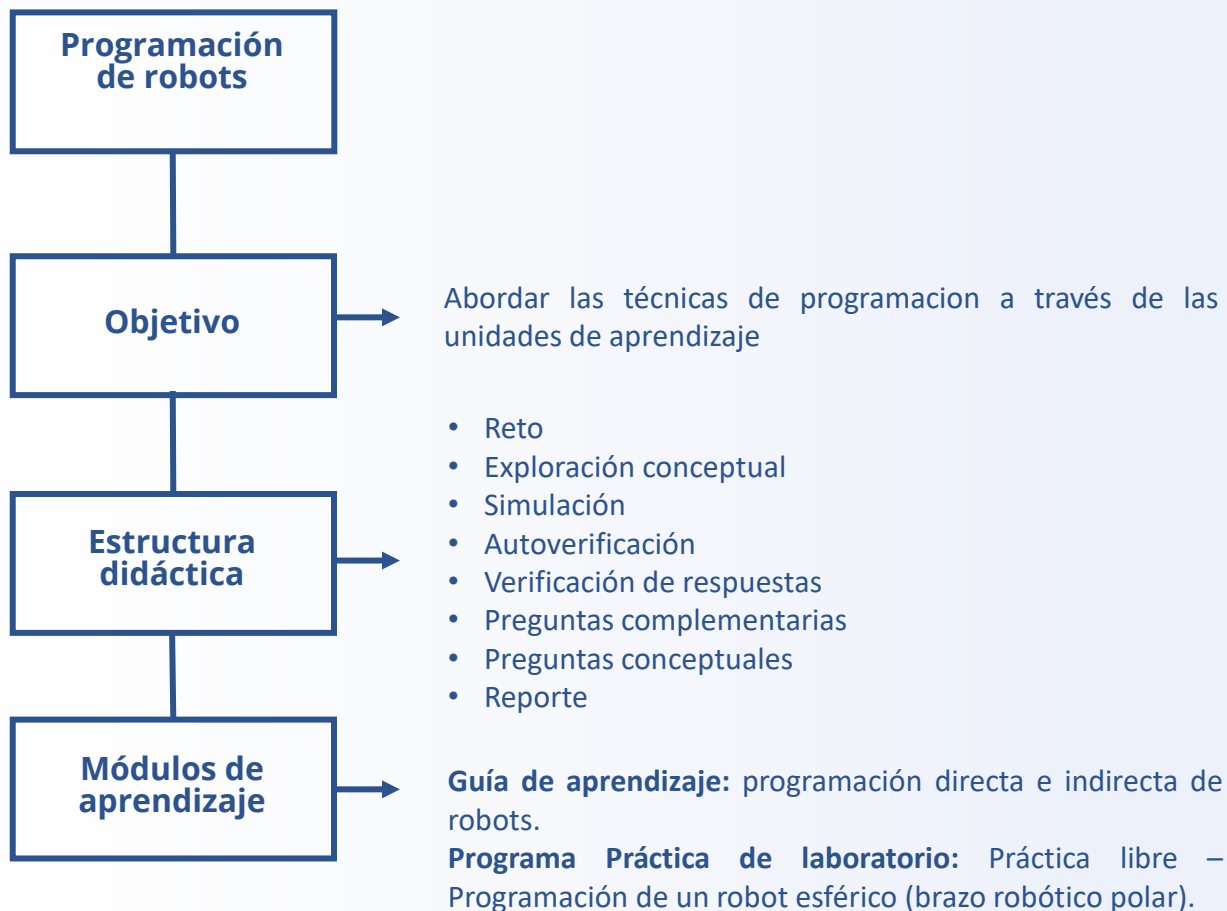 Programación
de robots
Objetivo
Abordar las técnicas de programacion a través de las
unidades de aprendizaje
Estructura
didáctica
• Reto
• Exploración conceptual
• Simulación
• Autoverificación
• Verificación de respuestas
• Preguntas complementarias
• Preguntas conceptuales
• Reporte
Módulos de
aprendizaje
Guía de aprendizaje: programación directa e indirecta de
robots.
Programa Práctica de laboratorio: Práctica libre –
Programación de un robot esférico (brazo robótico polar).